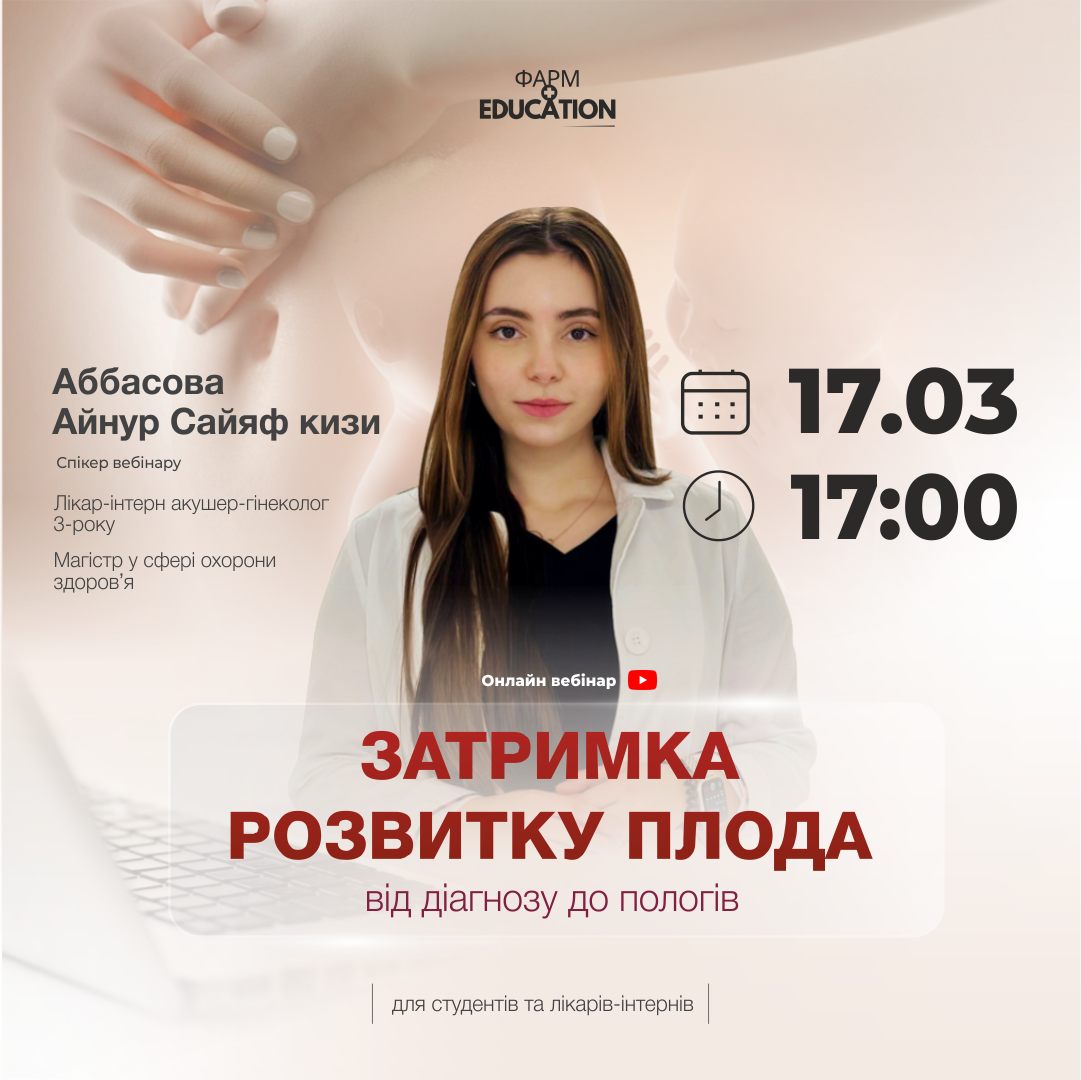 ФАРМ
EDUCATION
Аббасова
Айнур Сайяф кизи
Спікер вебінару
Лікар-інтерн акушер-гінеколог
3-року
Магістр у сфері охорони
здоров’я
17.03
17:00
Онлайн вебінар
ЗАТРИМКА
РОЗВИТКУ ПЛОДА
від діагнозу до пологів
для студентів та лікарів-інтернів